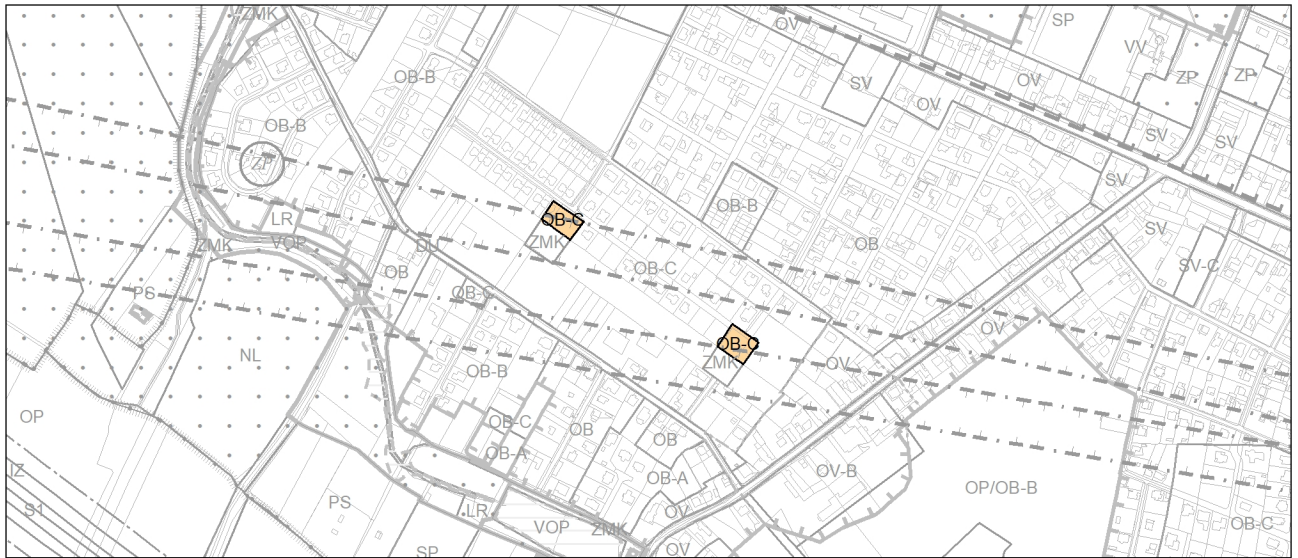 ZMK
OV
SP
VV
ZP
ZP
OB-B
SV
OV
OV
SV
SV
SV
OB-B
ZP
SV
LR
OB-B
OB-C
ZMK
VOP
DU
ZMK
OB
SV
OB
OB-C
SV-C
PS
OB-C
OV
NL
OB-C
OV
ZMK
OB-B
OP
OB-C
OB
OB
OB-A
OB-A
OV-B
IZ
OP/OB-B
S1
PS
LR
OV
VOP
ZMK
OB-C
SP
OV